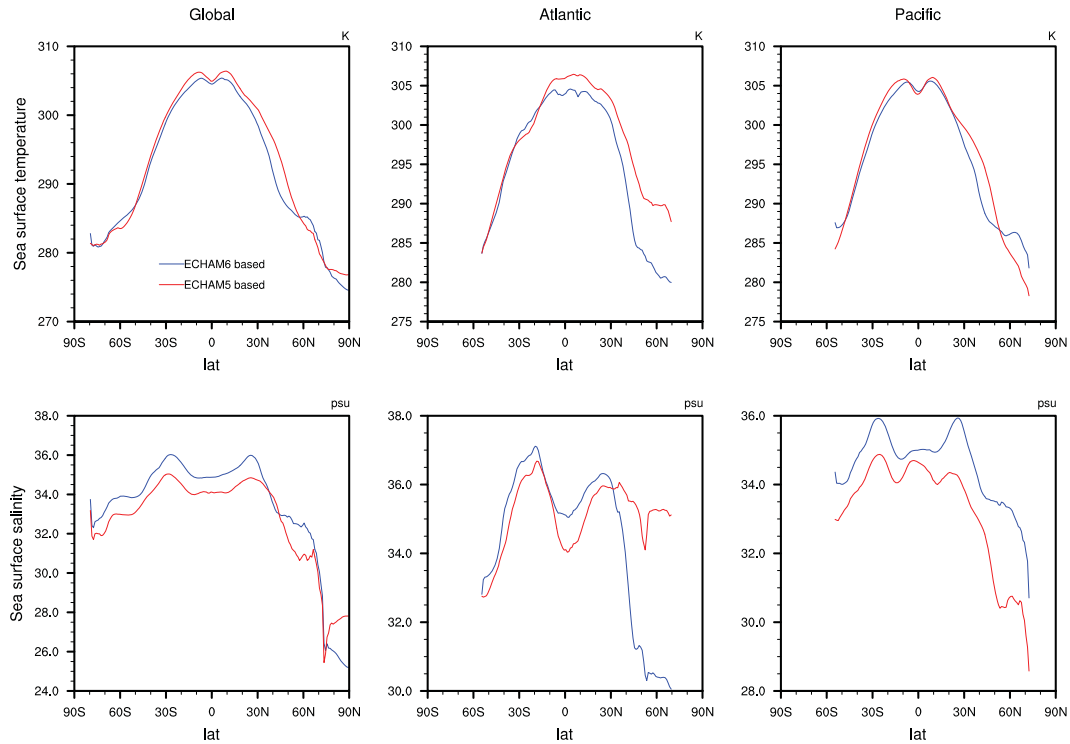 Global Atlantic Pacific
K K K
310 310 310
305 305 305
300 300 300
295 295
290 290 290
285 285
280 280 280
270 275 275
Sea surface temperature
ECHAM6 based
ECHAM5 based
90S 60S 30S 0 30N 60N 90N 90S 60S 30S 0 30N 60N 90N 90S 60S 30S 0 30N 60N 90N
lat lat lat
psu psu psu
38.0 38.0 36.0
36.0 36.0 34.0
34.0 34.0 32.0
32.0 32.0 30.0
30.0 30.0 28.0
28.0
26.0
24.0
Sea surface salinity
90S 60S 30S 0 30N 60N 90N 90S 60S 30S 0 30N 60N 90N 90S 60S 30S 0 30N 60N 90N
lat lat lat